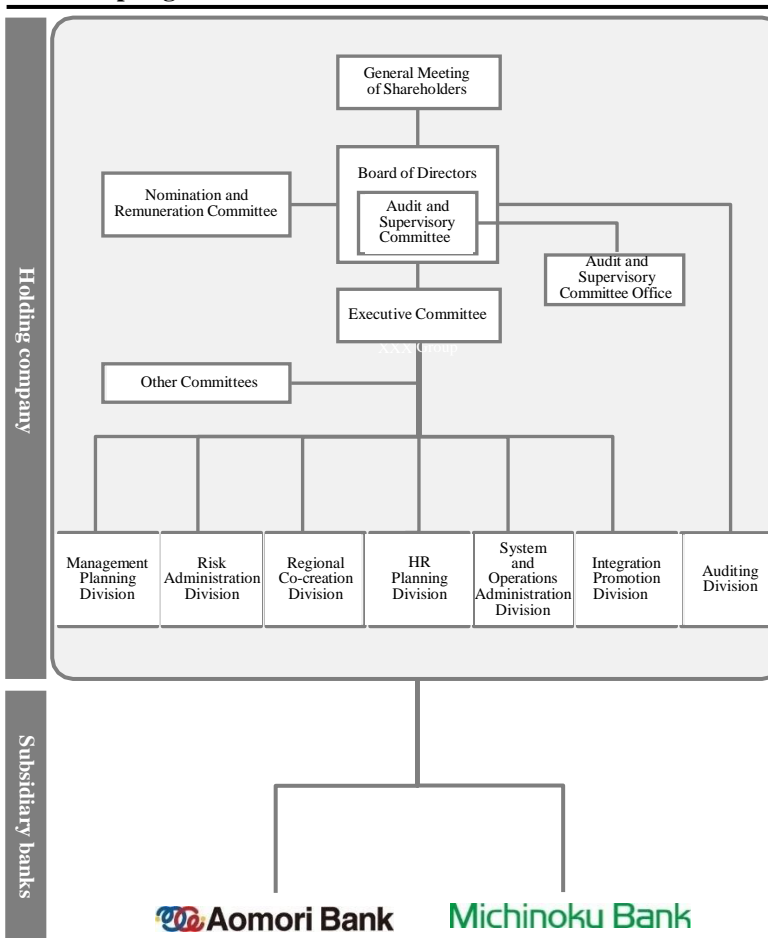 General Meeting
of Shareholders
Board of Directors
Nomination and
Remuneration Committee
Audit and
Supervisory
Committee
Audit and
Supervisory
Committee Office
Executive Committee
XXX Group
Other Committees
Holding company
Management
Planning
Division
Risk
Administration
Division
Regional
Co-creation
Division
HR
Planning
Division
System
and
Operations
Administration
Division
Integration
Promotion
Division
Auditing
Division
Subsidiary banks
Aomori Bank
Michinoku Bank